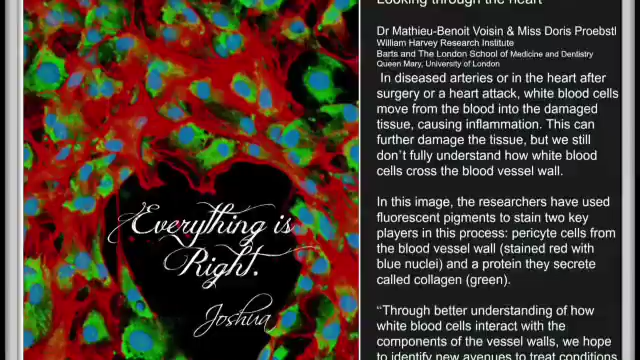 Everything is
Right.
Joshua
Looking through the heart
Dr Mathieu-Benoit Voisin & Miss Doris Proebstl
William Harvey Research Institute
Barts and The London School of Medicine and Dentistry
Queen Mary, University of London
In diseased arteries or in the heart after
surgery or a heart attack, white blood cells
move from the blood into the damaged
tissue, causing inflammation. This can
further damage the tissue, but we still
don't fully understand how white blood
cells cross the blood vessel wall.
In this image, the researchers have used
fluorescent pigments to stain two key
players in this process: pericyte cells from
the blood vessel wall (stained red with
blue nuclei) and a protein they secrete
called collagen (green).
“Through better understanding of how
white blood cells interact with the
components of the vessel walls, we hope
to identify new avenues to treat conditions